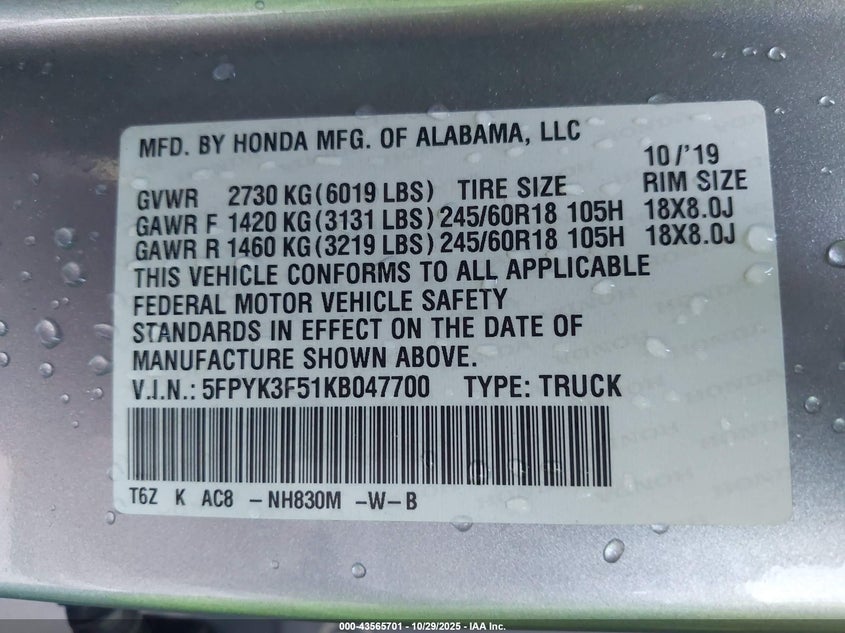 MFD. BY HONDA MFG. OF ALABAMA, LLC
10/'19
GVWR 2730 KG(6019 LBS) TIRE SIZE RIM SIZE
GAWR F 1420 KG(3131 LBS) 245/60R18 105H 18X8.0J
GAWR R 1460 KG(3219 LBS) 245/60R18 105H 18X8.0J
THIS VEHICLE CONFORMS TO ALL APPLICABLE
FEDERAL MOTOR VEHICLE SAFETY
STANDARDS IN EFFECT ON THE DATE OF
MANUFACTURE SHOWN ABOVE.
V.I.N.: 5FPYK3F51KB047700 TYPE: TRUCK
T6Z K AC8 -NH830M -W-B
000-43565701 - 10/29/2025 - IAA Inc.